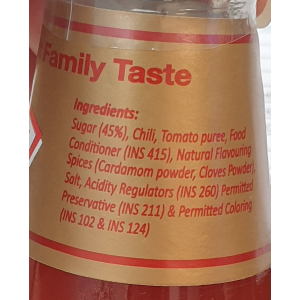 Family Taste
Ingredients:
Sugar (45%), Chili, Tomato puree, Food
Conditioner (INS 415), Natural Flavouring
Spices (Cardamom powder, Cloves Powder),
Salt, Acidity Regulators (INS 260) Permitted
Preservative (INS 211) & Permitted Coloring
(INS 102 & INS 124)